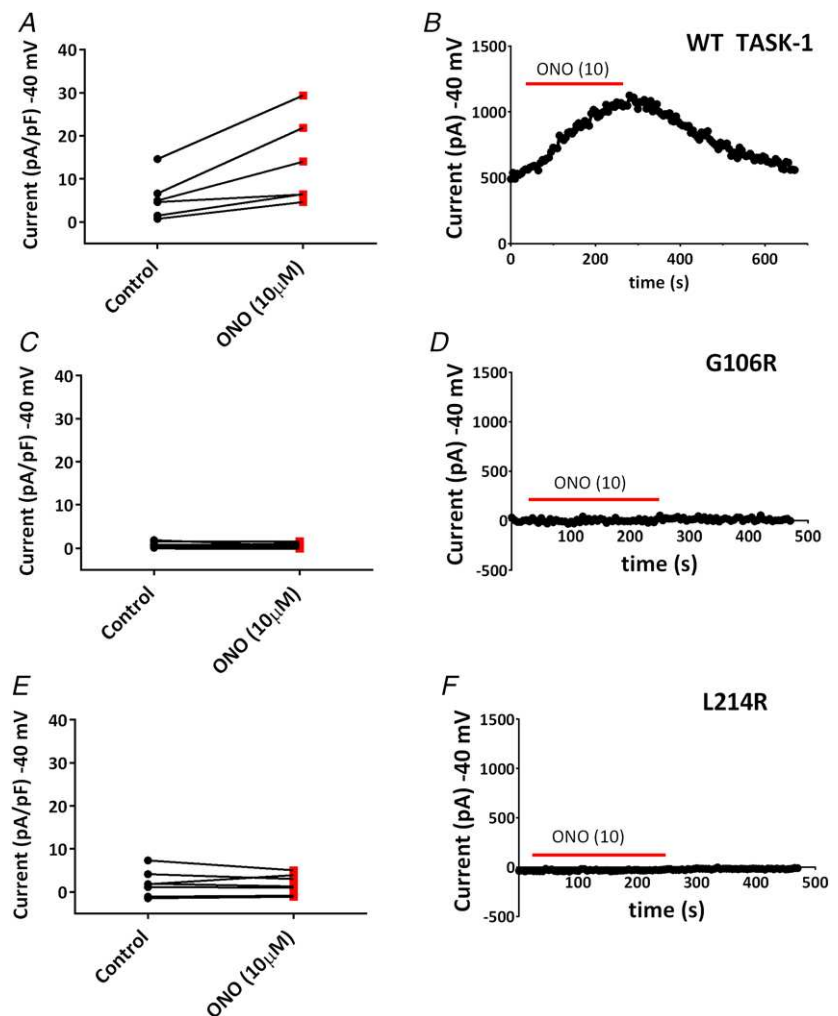 A
Current (pA/pF) -40 mV
40
30
20
10
0
Control
ONO (10μM)
B
WT TASK-1
Current (pA) -40 mV
1500
1000
500
0
ONO (10)
0
200
400
600
time (s)
C
Current (pA/pF) -40 mV
40
30
20
10
0
Control
ONO (10μM)
D
G106R
Current (pA) -40 mV
1500
1000
500
0
-500
ONO (10)
100
200
300
400
500
time (s)
E
Current (pA/pF) -40 mV
40
30
20
10
0
Control
ONO (10μM)
F
L214R
Current (pA) -40 mV
1500
1000
500
0
-500
ONO (10)
100
200
300
400
500
time (s)